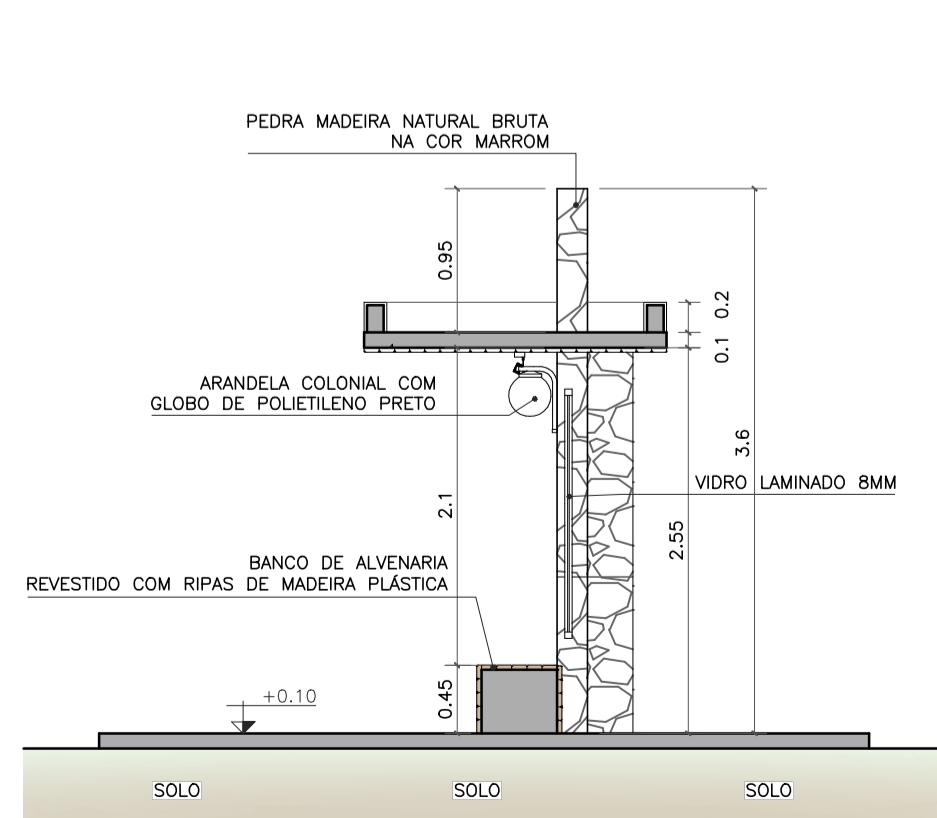 PEDRA MADEIRA NATURAL BRUTA
NA COR MARROM
0.95
0.2
0.1
ARANDELA COLONIAL COM
GLOBO DE POLIETILENO PRETO
3.6
VIDRO LAMINADO 8MM
2.1
2.55
BANCO DE ALVENARIA
REVESTIDO COM RIPAS DE MADEIRA PLÁSTICA
0.45
+0.10
SOLO SOLO SOLO